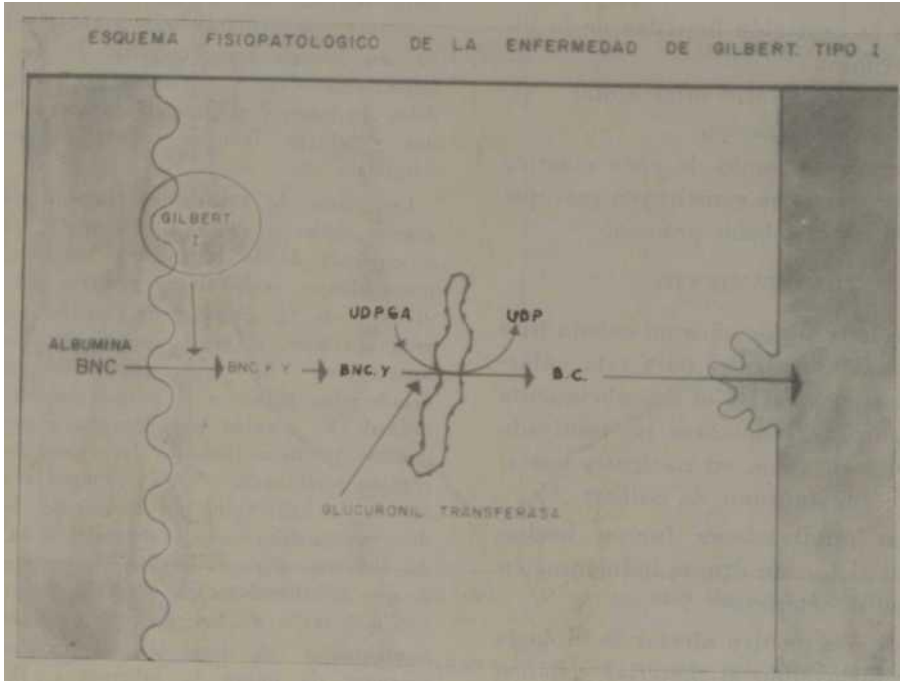 ESQUEMA FISIOPATOLOGICO DE LA ENFERMEDAD DE GILBERT. TIPO I
GILBERT
I
UDPGA UDP
ALBUMINA
BNC BNC + Y BNC. Y B.C.
GLUCURONIL TRANSFERASA